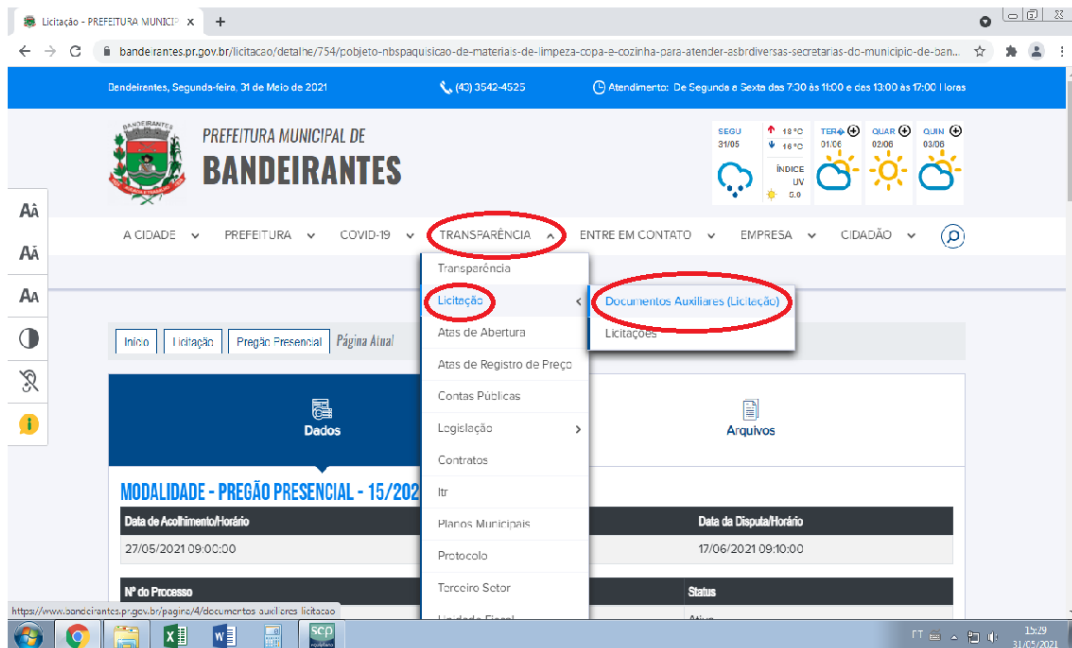 Licitação - PREFEITURA MUNICIP
bandeirantes.pr.gov.br/licitacao/detalhe/754/pobjeto-nbspaquisicao-de-materiais-de-limpeza-copa-e-cozinha-para-atender-asbrdiversas-secretarias-do-municipio-de-ban...
Bandeirantes, Segunda-feira, 31 de Maio de 2021
(43) 3542-4525
Atendimento: De Segunda a Sexta das 7:30 às 11:00 e das 13:00 às 17:00 Horas
PREFEITURA MUNICIPAL DE
BANDEIRANTES
SEGU
31/05
18ºC
16ºC
ÍNDICE
UV
TER
01/06
QUAR
02/06
QUIN
03/06
A CIDADE
PREFEITURA
COVID-19
TRANSPARÊNCIA
ENTRE EM CONTATO
EMPRESA
CIDADÃO
Transparência
Licitação
Documentos Auxiliares (Licitação)
Licitações
Atas de Abertura
Atas de Registro de Preço
Contas Públicas
Legislação
Contratos
Itr
Planos Municipais
Protocolo
Terceiro Setor
Unidade Fiscal
Início
Licitação
Pregão Presencial
Página Atual
Dados
Arquivos
MODALIDADE - PREGÃO PRESENCIAL - 15/202
Data de Acolhimento/Horário
Data da Disputa/Horário
27/05/2021 09:00:00
17/06/2021 09:10:00
Nº do Processo
Status
Ativo
https://www.bandeirantes.pr.gov.br/pagina/4/documentos-auxiliares-licitacao
scp
PT
15:29
31/05/2021